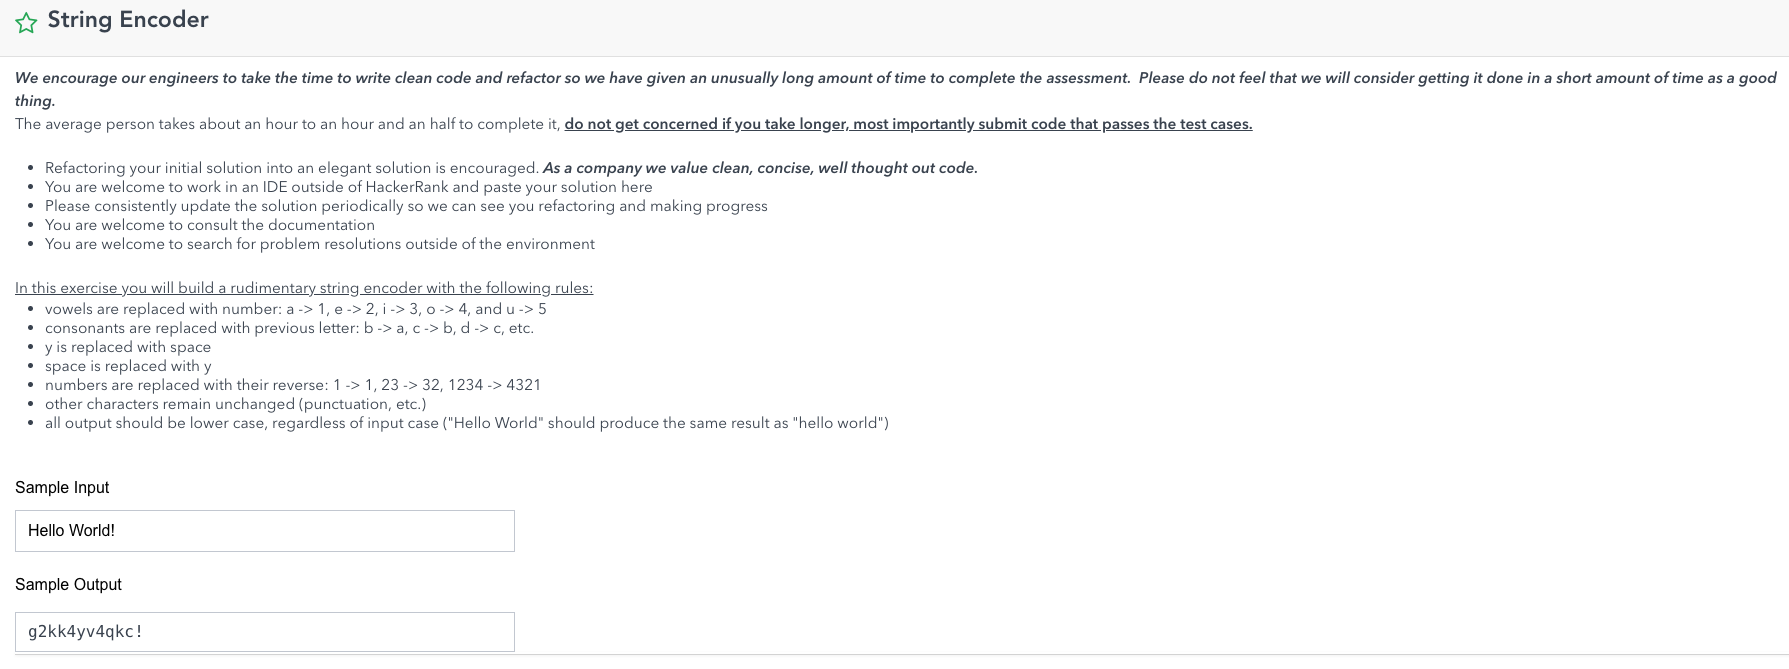 String Encoder
We encourage our engineers to take the time to write clean code and refactor so we have given an unusually long amount of time to complete the assessment.  Please do not feel that we will consider getting it done in a short amount of time as a good
thing.
The average person takes about an hour to an hour and an half to complete it, do not get concerned if you take longer, most importantly submit code that passes the test cases.
• Refactoring your initial solution into an elegant solution is encouraged. As a company we value clean, concise, well thought out code.
• You are welcome to work in an IDE outside of HackerRank and paste your solution here
• Please consistently update the solution periodically so we can see you refactoring and making progress
• You are welcome to consult the documentation
• You are welcome to search for problem resolutions outside of the environment
In this exercise you will build a rudimentary string encoder with the following rules:
• vowels are replaced with number: a -> 1, e -> 2, i -> 3, o -> 4, and u -> 5
• consonants are replaced with previous letter: b -> a, c -> b, d -> c, etc.
• y is replaced with space
• space is replaced with y
• numbers are replaced with their reverse: 1 -> 1, 23 -> 32, 1234 -> 4321
• other characters remain unchanged (punctuation, etc.)
• all output should be lower case, regardless of input case ("Hello World" should produce the same result as "hello world")
Sample Input
Hello World!
Sample Output
g2kk4yv4qkc!